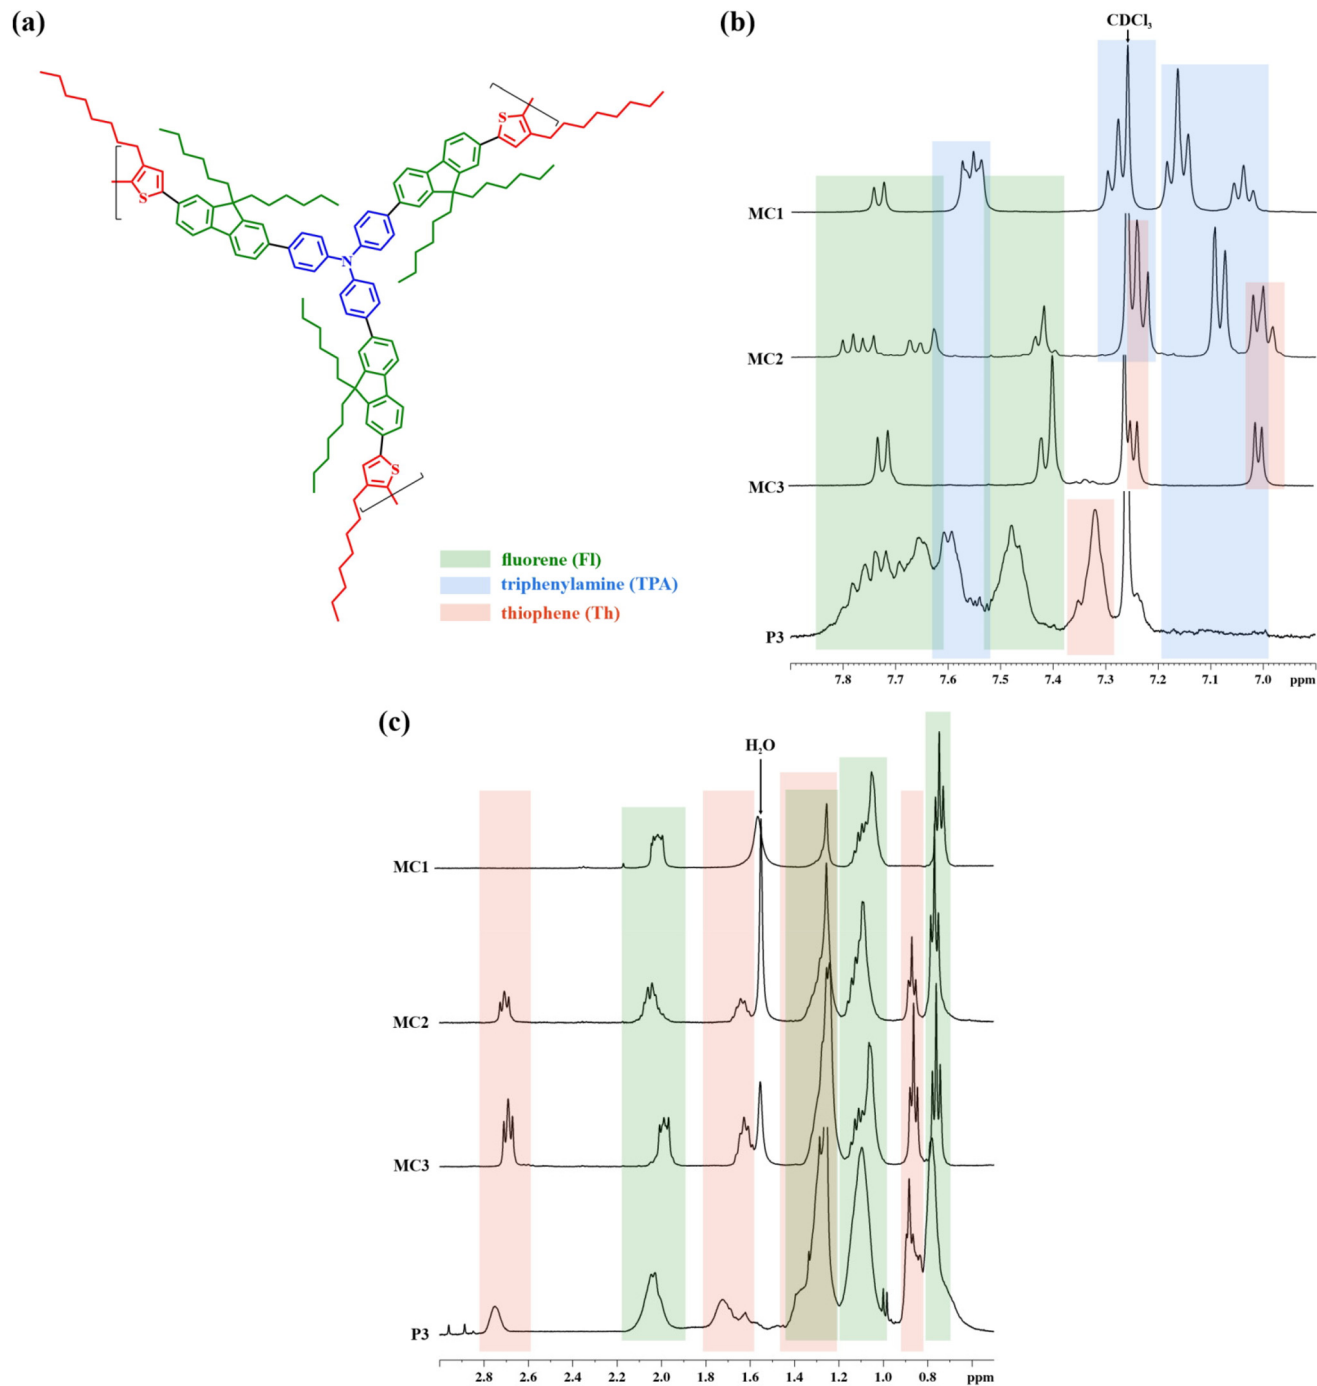 (a)
S
S
N
S
fluorene (Fl)
triphenylamine (TPA)
thiophene (Th)
(b)
CDCl₃
MC1
MC2
MC3
P3
7.8 7.7 7.6 7.5 7.4 7.3 7.2 7.1 7.0 ppm
(c)
H₂O
MC1
MC2
MC3
P3
2.8 2.6 2.4 2.2 2.0 1.8 1.6 1.4 1.2 1.0 0.8 ppm